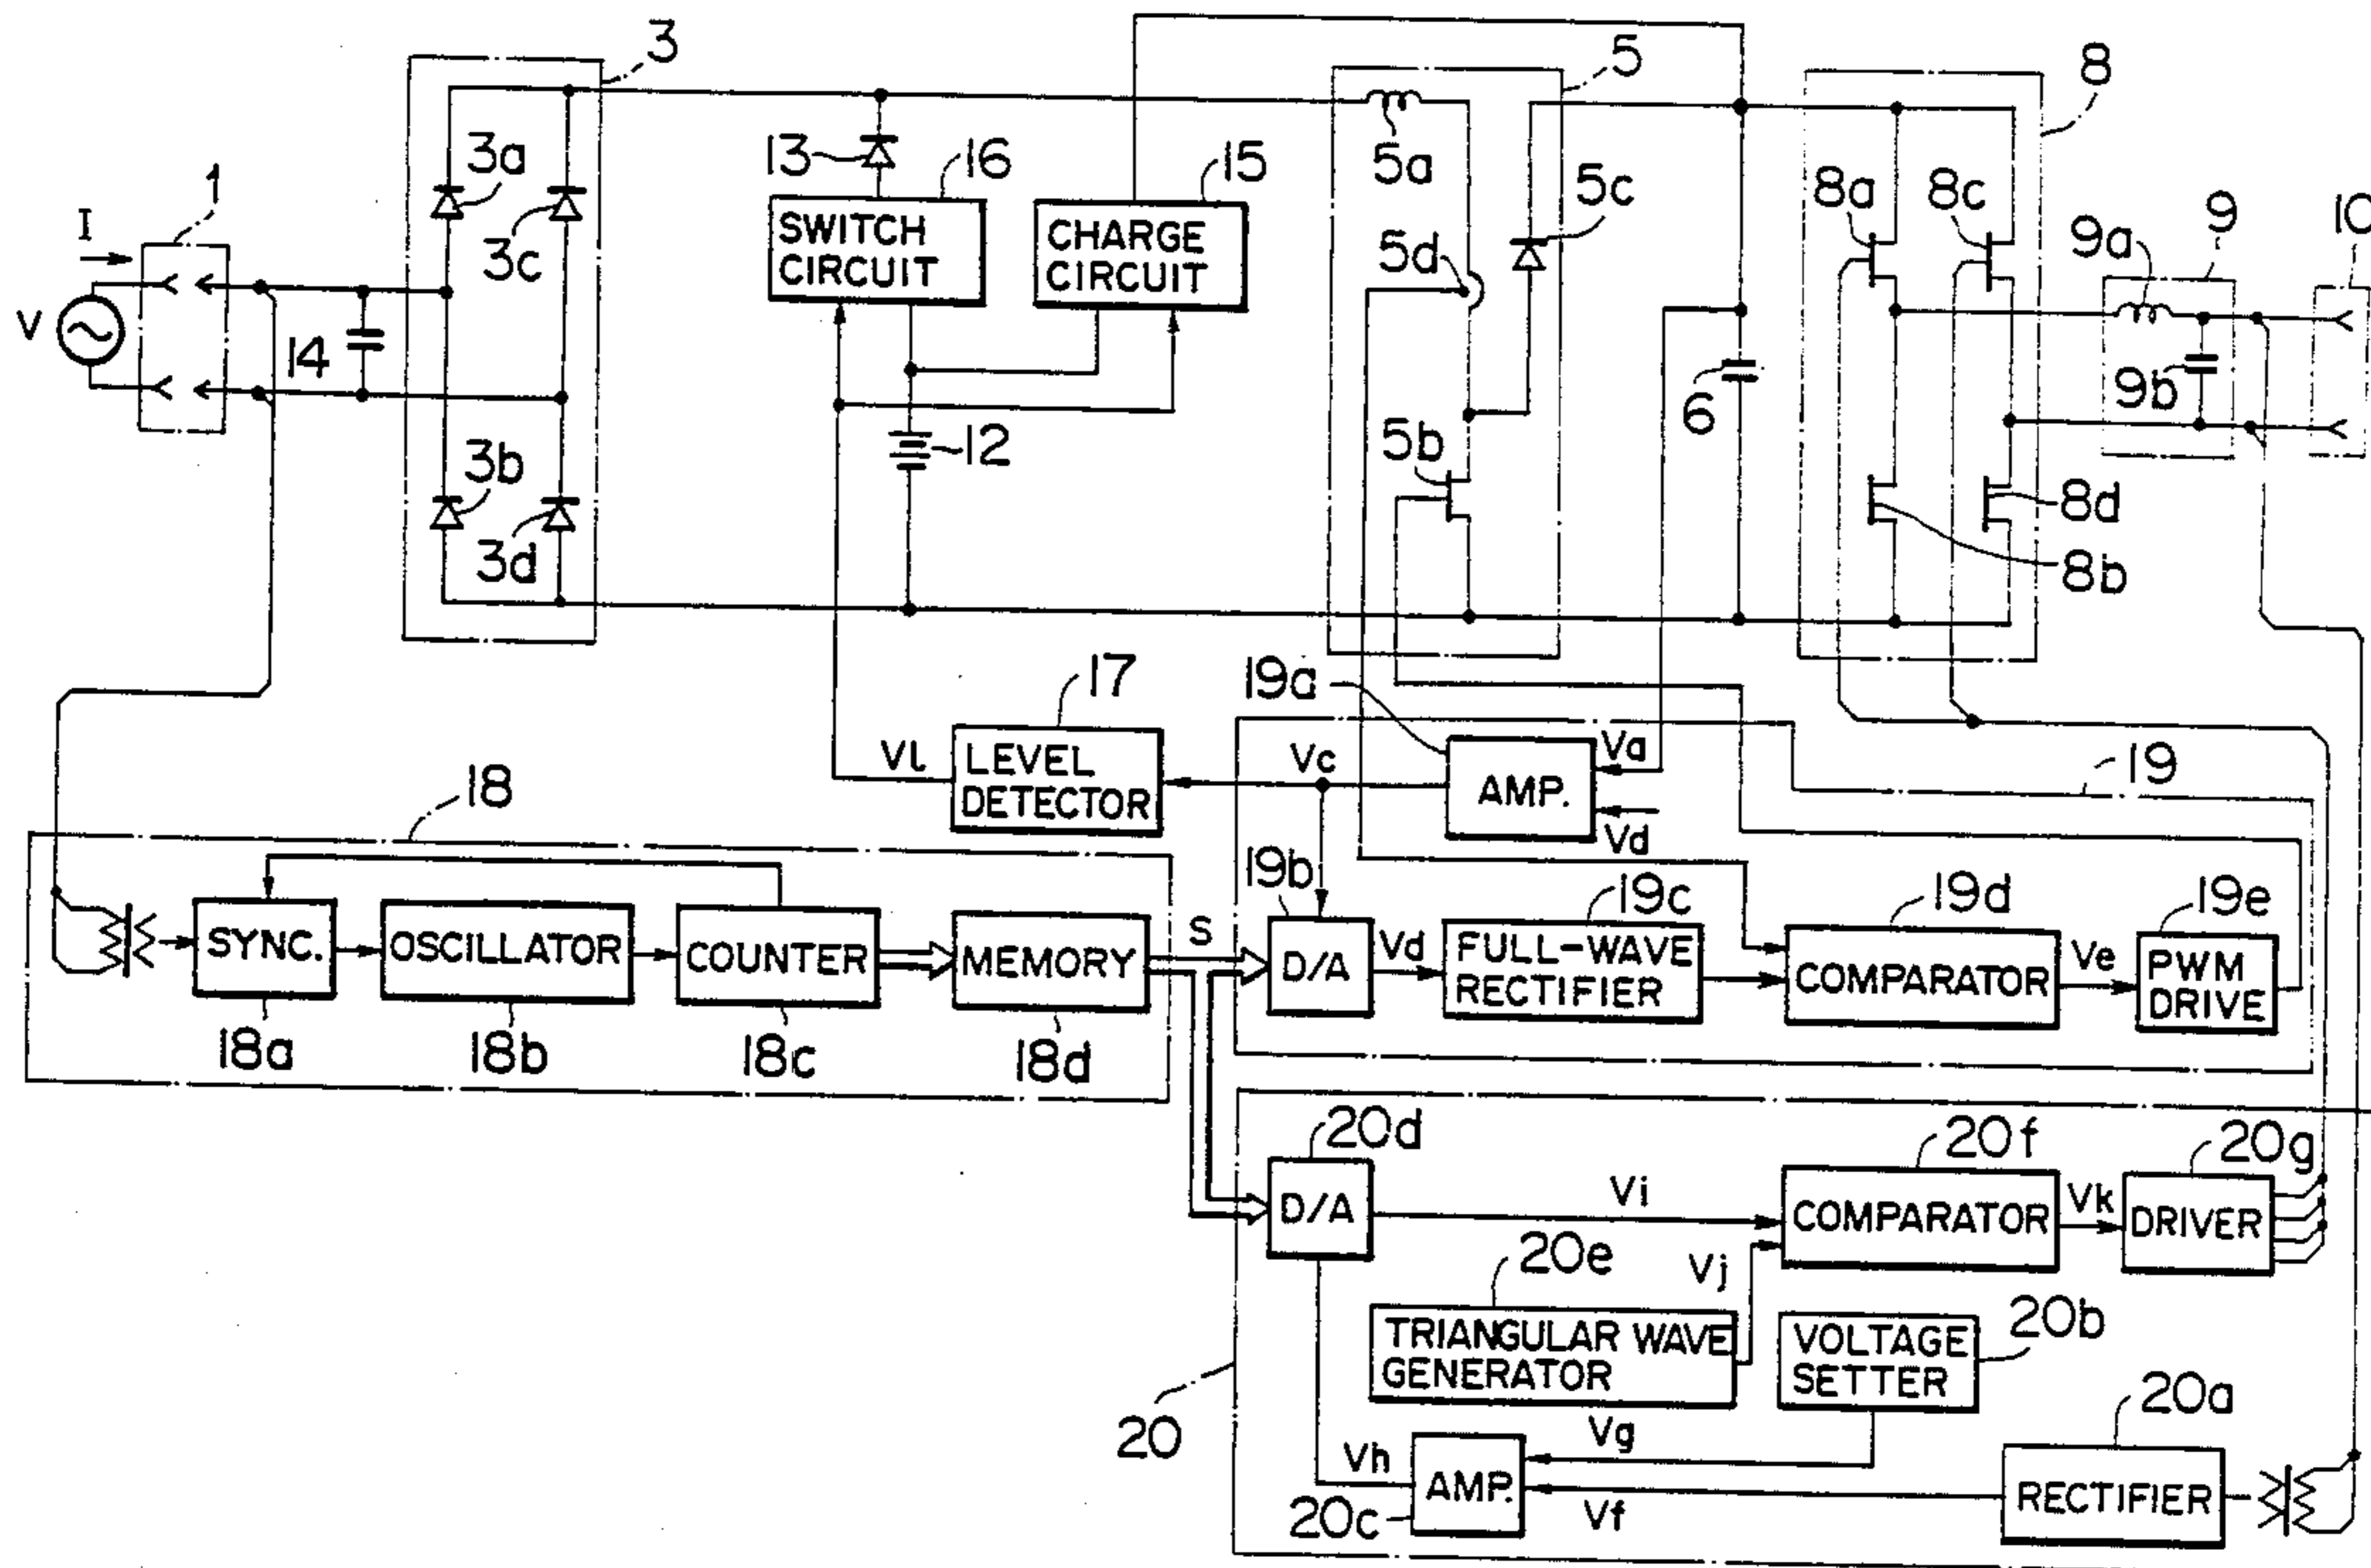 3
5
8
1
I
V
14
3a
3c
3b
3d
13
16
SWITCH
CIRCUIT
15
CHARGE
CIRCUIT
12
5a
5c
5d
5b
6
8a
8c
8b
8d
9a
9
9b
10
17
LEVEL
DETECTOR
Vl
Vc
19a
AMP.
Va
Vd
19
18
SYNC.
18a
OSCILLATOR
18b
COUNTER
18c
MEMORY
18d
S
19b
D/A
Vd
19c
FULL-WAVE
RECTIFIER
19d
COMPARATOR
Ve
19e
PWM
DRIVE
20d
D/A
Vi
20f
COMPARATOR
Vk
20g
DRIVER
20e
Vj
TRIANGULAR WAVE
GENERATOR
20b
VOLTAGE
SETTER
20
Vh
AMP.
20c
Vg
Vf
20a
RECTIFIER